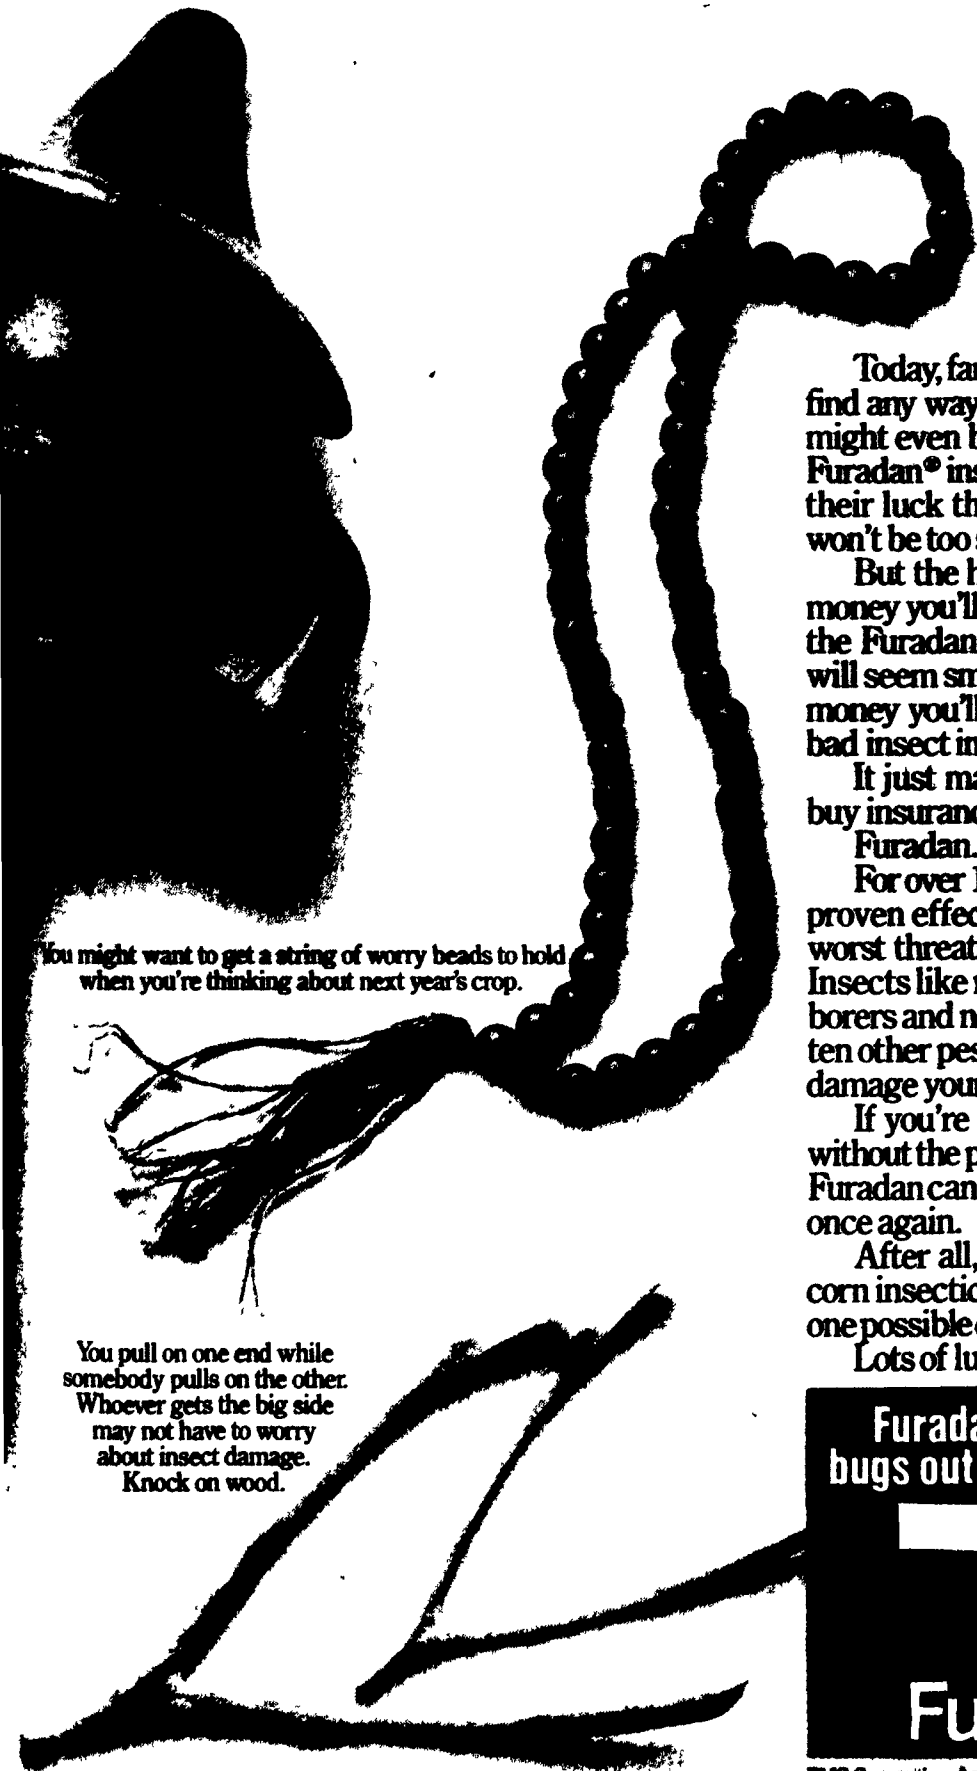 You might want to get a string of worry beads to hold
when you're thinking about next year's crop.
You pull on one end while
somebody pulls on the other.
Whoever gets the big side
may not have to worry
about insect damage.
Knock on wood.
Today, fa
find any way
might even h
Furadan® ins
their luck th
won't be too s
But the h
money you'll
the Furadan
will seem sm
money you'll
bad insect in
It just ma
buy insuranc
Furadan.
For over 1
proven effec
worst threat
Insects like
borers and n
ten other pes
damage your
If you're
without the p
Furadan can
once again.
After all,
corn insectic
one possible
Lots of lu
Furada
bugs out
Fu